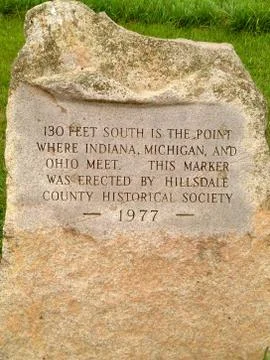 130 FEET SOUTH IS THE POINT
WHERE INDIANA, MICHIGAN, AND
OHIO MEET. THIS MARKER
WAS ERECTED BY HILLSDALE
COUNTY HISTORICAL SOCIETY
— 1977 —